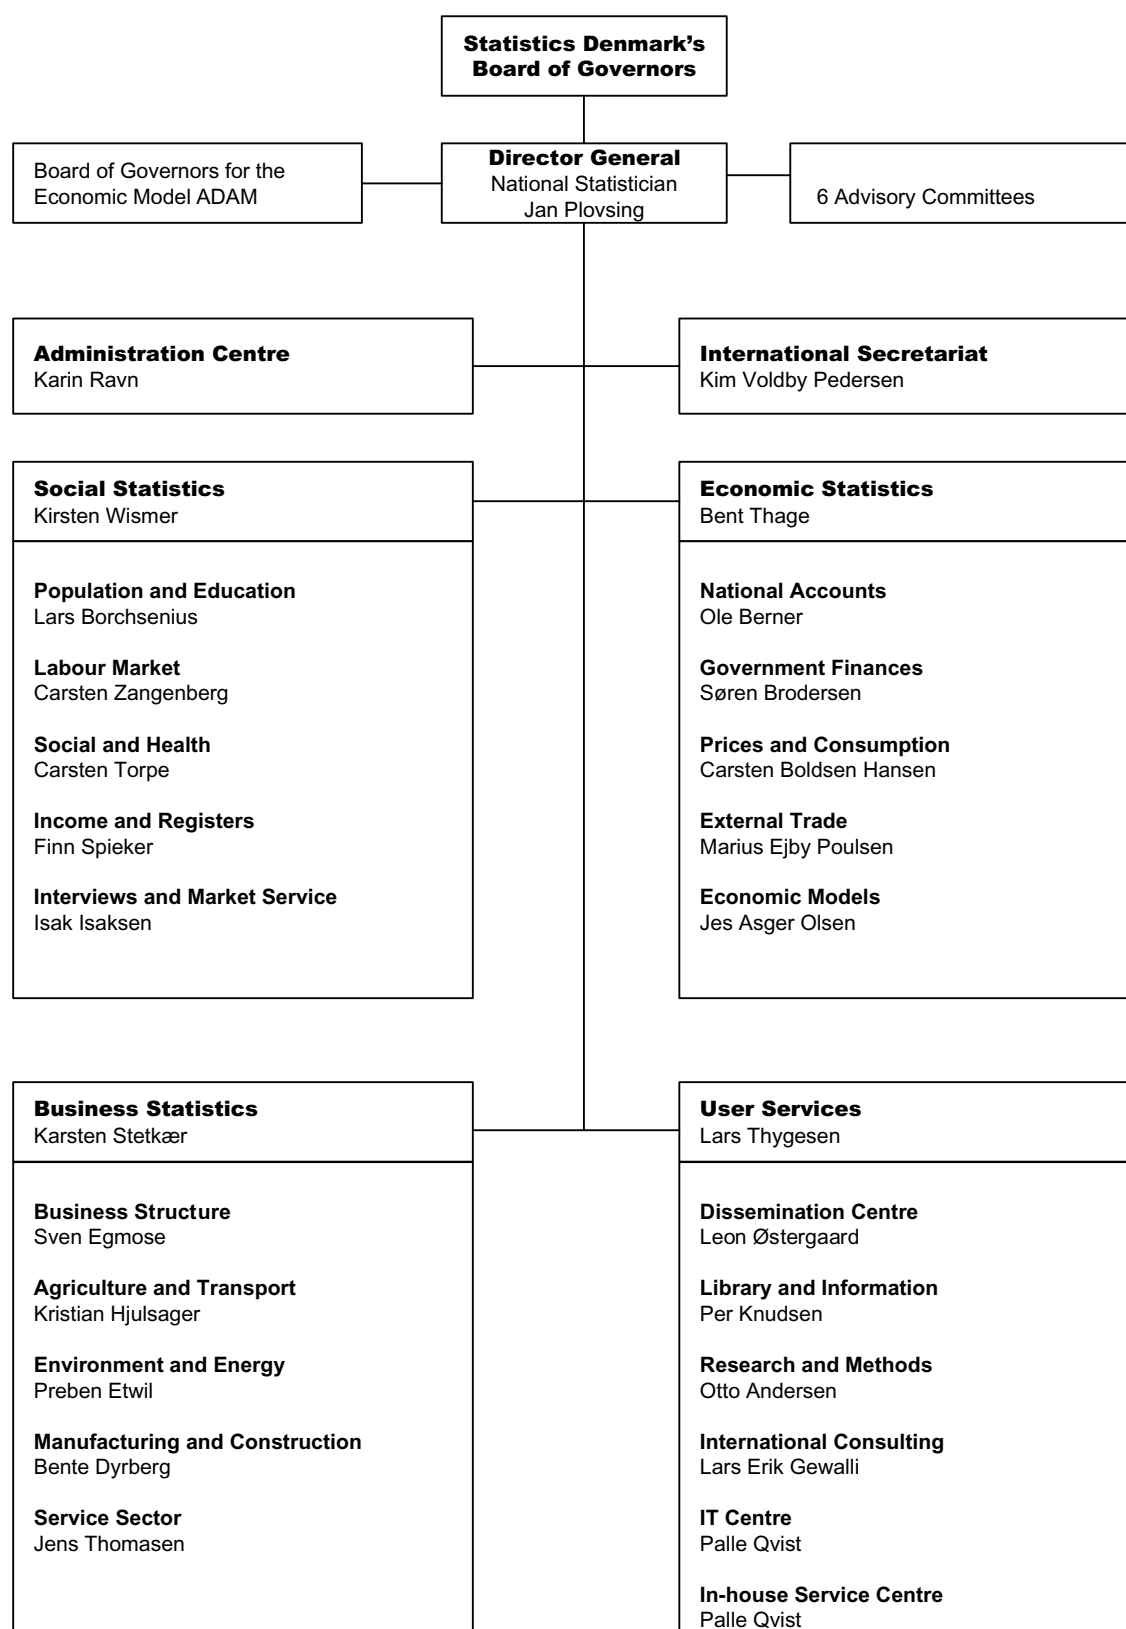 Statistics Denmark's
Board of Governors
Board of Governors for the
Economic Model ADAM
Director General
National Statistician
Jan Plovsing
6 Advisory Committees
Administration Centre
Karin Ravn
International Secretariat
Kim Voldby Pedersen
Social Statistics
Kirsten Wismer
Population and Education
Lars Borchsenius
Labour Market
Carsten Zangenberg
Social and Health
Carsten Torpe
Income and Registers
Finn Spieker
Interviews and Market Service
Isak Isaksen
Economic Statistics
Bent Thage
National Accounts
Ole Berner
Government Finances
Søren Brodersen
Prices and Consumption
Carsten Boldsen Hansen
External Trade
Marius Ejby Poulsen
Economic Models
Jes Asger Olsen
Business Statistics
Karsten Stetkær
Business Structure
Sven Egmose
Agriculture and Transport
Kristian Hjulsager
Environment and Energy
Preben Etwil
Manufacturing and Construction
Bente Dyrberg
Service Sector
Jens Thomasen
User Services
Lars Thygesen
Dissemination Centre
Leon Østergaard
Library and Information
Per Knudsen
Research and Methods
Otto Andersen
International Consulting
Lars Erik Gewalli
IT Centre
Palle Qvist
In-house Service Centre
Palle Qvist